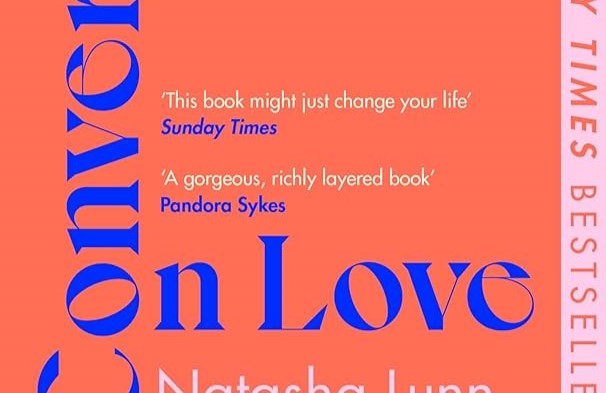 Conver
‘This book might just change your life’
Sunday Times
‘A gorgeous, richly layered book’
Pandora Sykes
On Love
Natasha Lunn
Y TIMES BESTSELLE